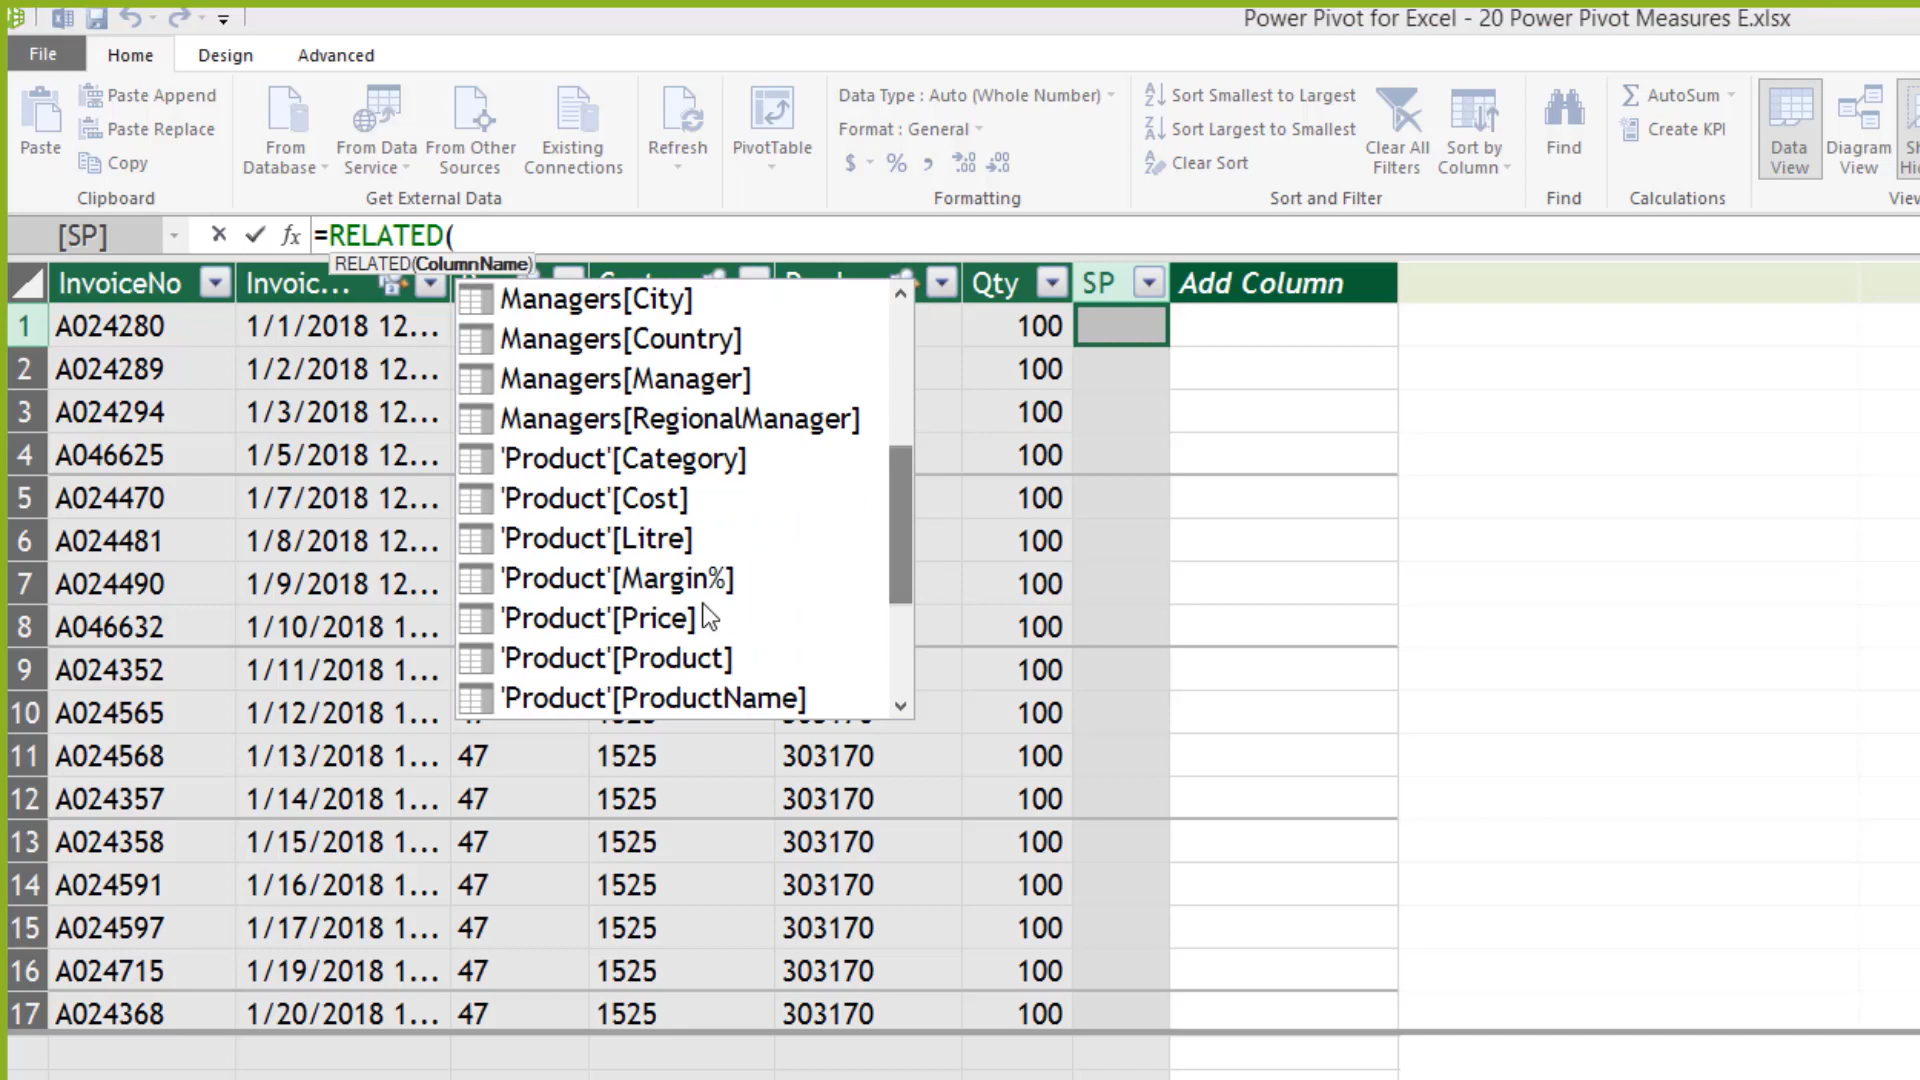 Power Pivot for Excel - 20 Power Pivot Measures E.xlsx
File Home Design Advanced
Paste
Paste Append
Paste Replace
Copy
Clipboard
From Database
From Data Service
From Other Sources
Existing Connections
Get External Data
Refresh
PivotTable
Data Type : Auto (Whole Number)
Format : General
$ % , .00
Formatting
Sort Smallest to Largest
Sort Largest to Smallest
Clear Sort
Clear All Filters
Sort by Column
Sort and Filter
Find
Find
AutoSum
Create KPI
Calculations
Data View
Diagram View
[SP] fx =RELATED(
RELATED(ColumnName)
InvoiceNo Invoic... Qty SP Add Column
Managers[City]
Managers[Country]
Managers[Manager]
Managers[RegionalManager]
'Product'[Category]
'Product'[Cost]
'Product'[Litre]
'Product'[Margin%]
'Product'[Price]
'Product'[Product]
'Product'[ProductName]
1 A024280 1/1/2018 12... 100
2 A024289 1/2/2018 12... 100
3 A024294 1/3/2018 12... 100
4 A046625 1/5/2018 12... 100
5 A024470 1/7/2018 12... 100
6 A024481 1/8/2018 12... 100
7 A024490 1/9/2018 12... 100
8 A046632 1/10/2018 1... 100
9 A024352 1/11/2018 1... 100
10 A024565 1/12/2018 1... 100
11 A024568 1/13/2018 1... 47 1525 303170 100
12 A024357 1/14/2018 1... 47 1525 303170 100
13 A024358 1/15/2018 1... 47 1525 303170 100
14 A024591 1/16/2018 1... 47 1525 303170 100
15 A024597 1/17/2018 1... 47 1525 303170 100
16 A024715 1/19/2018 1... 47 1525 303170 100
17 A024368 1/20/2018 1... 47 1525 303170 100